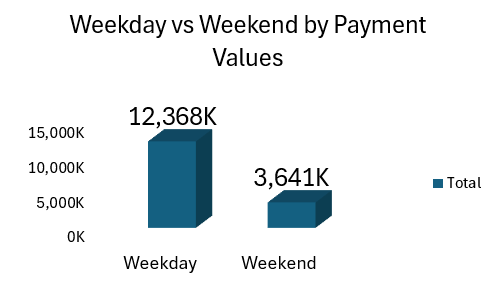 Weekday vs Weekend by Payment
Values
12,368K
15,000K
3,641K
10,000K
Total
5,000K
0K
Weekday
Weekend